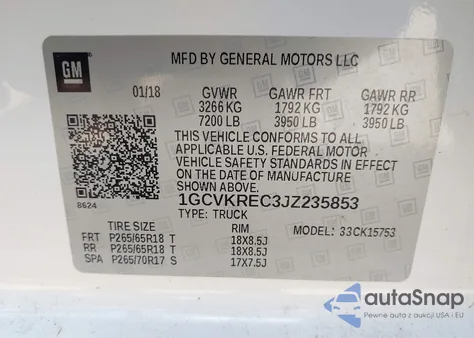 GM
MFD BY GENERAL MOTORS LLC
01/18 GVWR GAWR FRT GAWR RR
3266 KG 1792 KG 1792 KG
7200 LB 3950 LB 3950 LB
THIS VEHICLE CONFORMS TO ALL
APPLICABLE U.S. FEDERAL MOTOR
VEHICLE SAFETY STANDARDS IN EFFECT
ON THE DATE OF MANUFACTURE
SHOWN ABOVE.
8624
1GCVKREC3JZ235853
TYPE: TRUCK
TIRE SIZE RIM MODEL: 33CK15753
FRT P265/65R18 T 18X8.5J
RR P265/65R18 T 18X8.5J
SPA P265/70R17 S 17X7.5J
autoSnap
Pewne auta z USA i EU